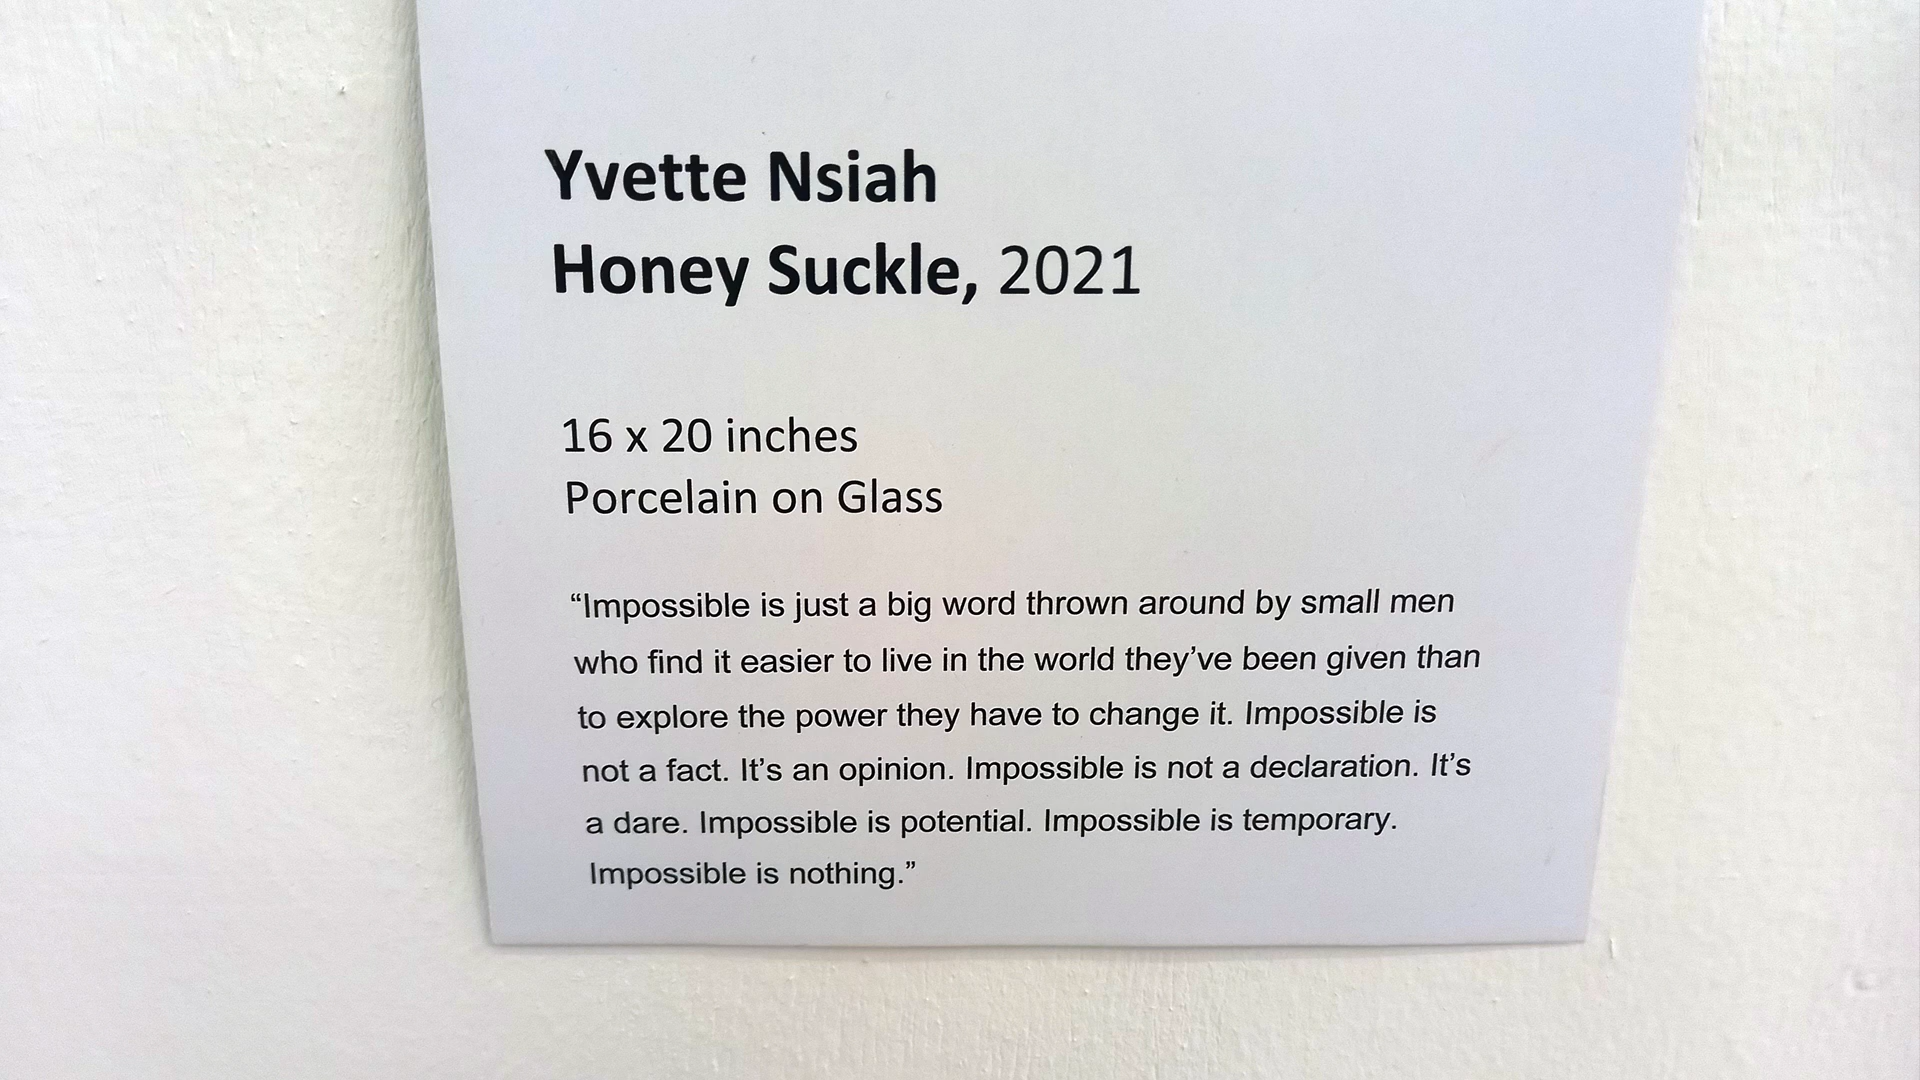 Yvette Nsiah
Honey Suckle, 2021
16 x 20 inches
Porcelain on Glass
“Impossible is just a big word thrown around by small men
who find it easier to live in the world they’ve been given than
to explore the power they have to change it. Impossible is
not a fact. It’s an opinion. Impossible is not a declaration. It’s
a dare. Impossible is potential. Impossible is temporary.
Impossible is nothing.”